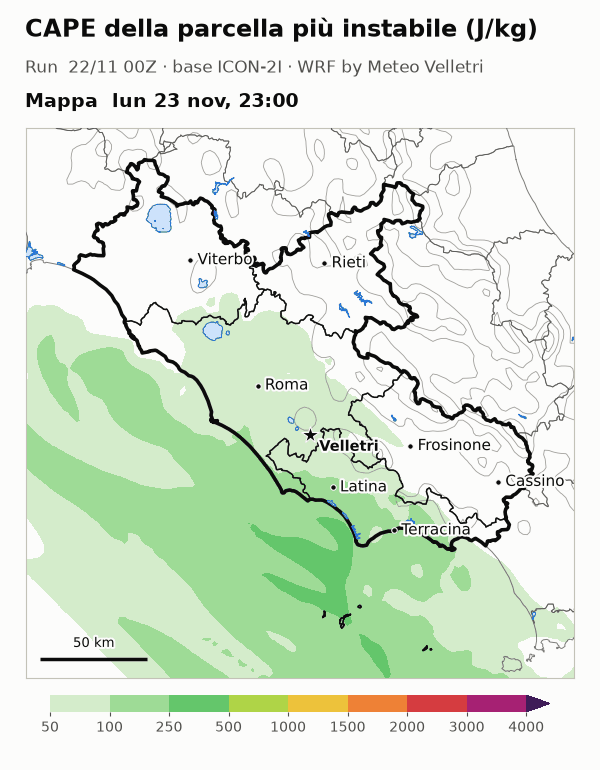 CAPE della parcella più instabile (J/kg)
Run 22/11 00Z · base ICON-2I · WRF by Meteo Velletri
Mappa lun 23 nov, 23:00
Viterbo
Rieti
Roma
Velletri
Frosinone
Latina
Cassino
Terracina
50 km
50 100 250 500 1000 1500 2000 3000 4000